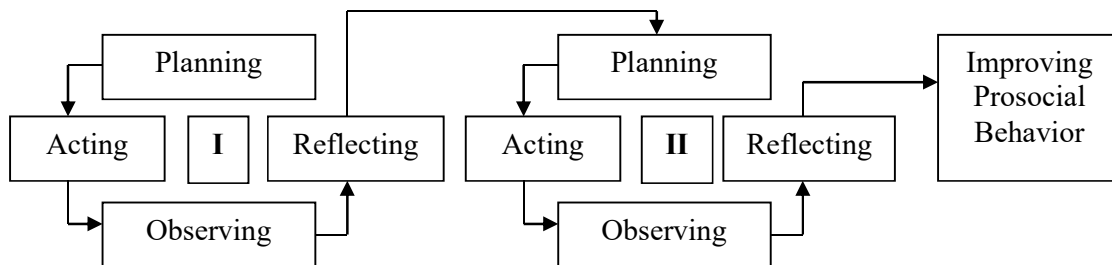 Planning
Acting
I
Reflecting
Observing
Planning
Acting
II
Reflecting
Observing
Improving
Prosocial
Behavior